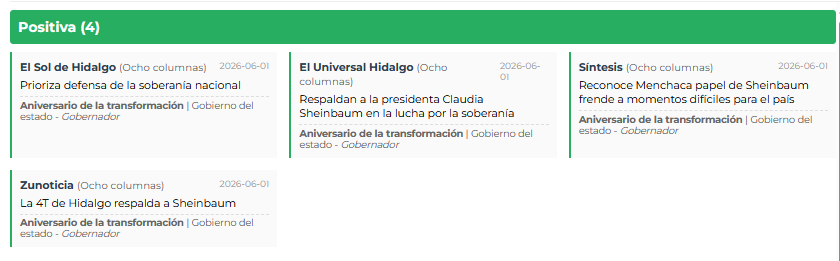 Positiva (4)
El Sol de Hidalgo (Ocho columnas) 2026-06-01
Prioriza defensa de la soberanía nacional
Aniversario de la transformación | Gobierno del
estado - Gobernador
El Universal Hidalgo (Ocho 2026-06-
columnas) 01
Respaldan a la presidenta Claudia
Sheinbaum en la lucha por la soberanía
Aniversario de la transformación | Gobierno del
estado - Gobernador
Síntesis (Ocho columnas) 2026-06-01
Reconoce Menchaca papel de Sheinbaum
frende a momentos difíciles para el país
Aniversario de la transformación | Gobierno del
estado - Gobernador
Zunoticia (Ocho columnas) 2026-06-01
La 4T de Hidalgo respalda a Sheinbaum
Aniversario de la transformación | Gobierno del
estado - Gobernador